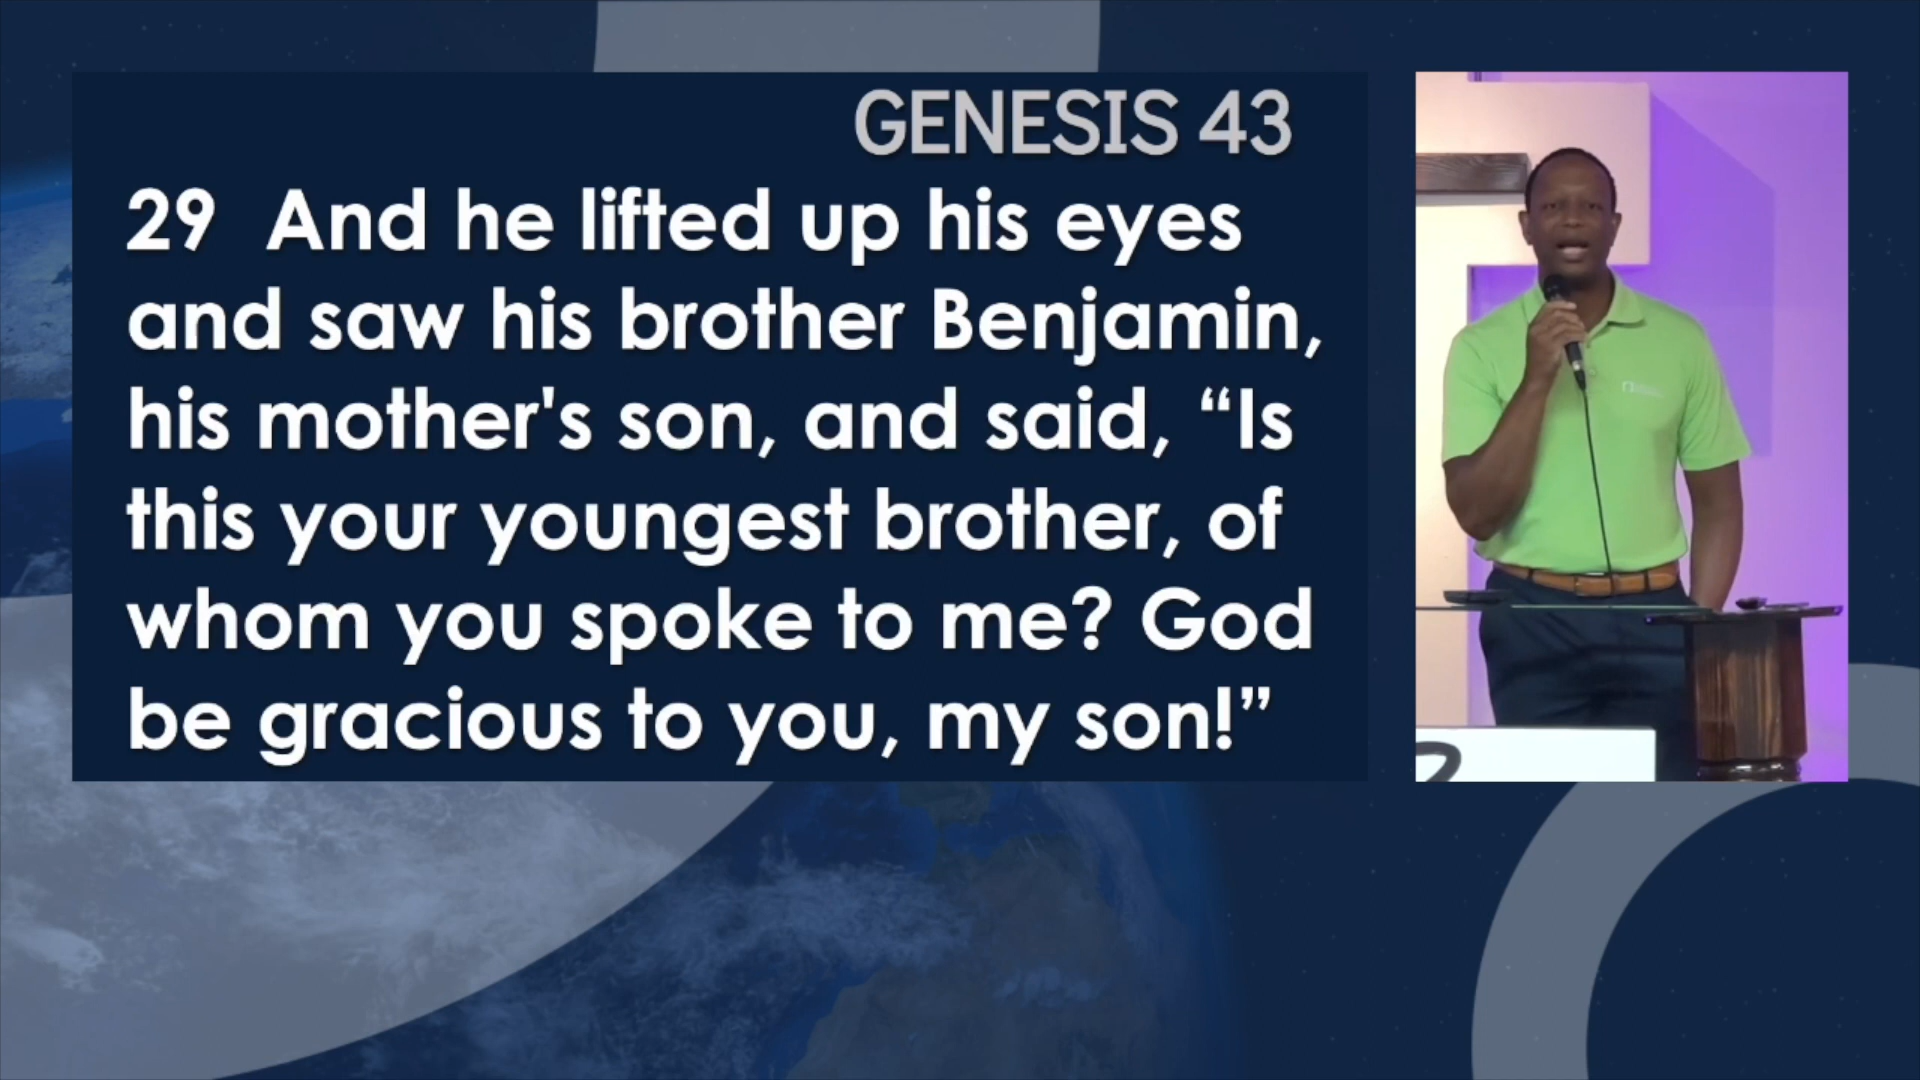 GENESIS 43
29 And he lifted up his eyes
and saw his brother Benjamin,
his mother's son, and said, “Is
this your youngest brother, of
whom you spoke to me? God
be gracious to you, my son!”